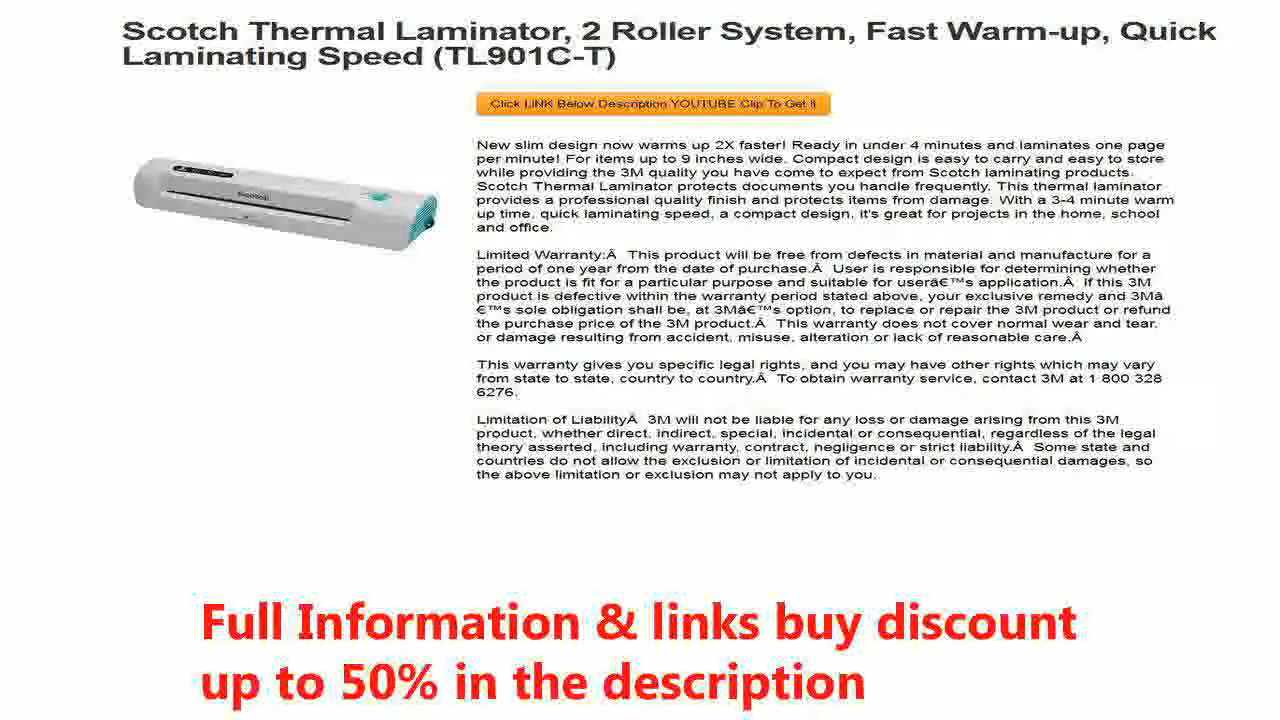 Scotch Thermal Laminator, 2 Roller System, Fast Warm-up, Quick
Laminating Speed (TL901C-T)
Click LINK Below Description YOUTUBE Clip To Get It
New slim design now warms up 2X faster! Ready in under 4 minutes and laminates one page
per minute! For items up to 9 inches wide. Compact design is easy to carry and easy to store
while providing the 3M quality you have come to expect from Scotch laminating products.
Scotch Thermal Laminator protects documents you handle frequently. This thermal laminator
provides a professional quality finish and protects items from damage. With a 3-4 minute warm
up time, quick laminating speed, a compact design, it's great for projects in the home, school
and office.
Limited Warranty:Â  This product will be free from defects in material and manufacture for a
period of one year from the date of purchase.Â  User is responsible for determining whether
the product is fit for a particular purpose and suitable for userâ€™s application.Â  If this 3M
product is defective within the warranty period stated above, your exclusive remedy and 3Mâ
€™s sole obligation shall be, at 3Mâ€™s option, to replace or repair the 3M product or refund
the purchase price of the 3M product.Â  This warranty does not cover normal wear and tear.
or damage resulting from accident, misuse, alteration or lack of reasonable care.Â
This warranty gives you specific legal rights, and you may have other rights which may vary
from state to state, country to country.Â  To obtain warranty service, contact 3M at 1 800 328
6276.
Limitation of LiabilityÂ  3M will not be liable for any loss or damage arising from this 3M
product, whether direct, indirect, special, incidental or consequential, regardless of the legal
theory asserted, including warranty, contract, negligence or strict liability.Â  Some state and
countries do not allow the exclusion or limitation of incidental or consequential damages, so
the above limitation or exclusion may not apply to you.
Full Information & links buy discount
up to 50% in the description